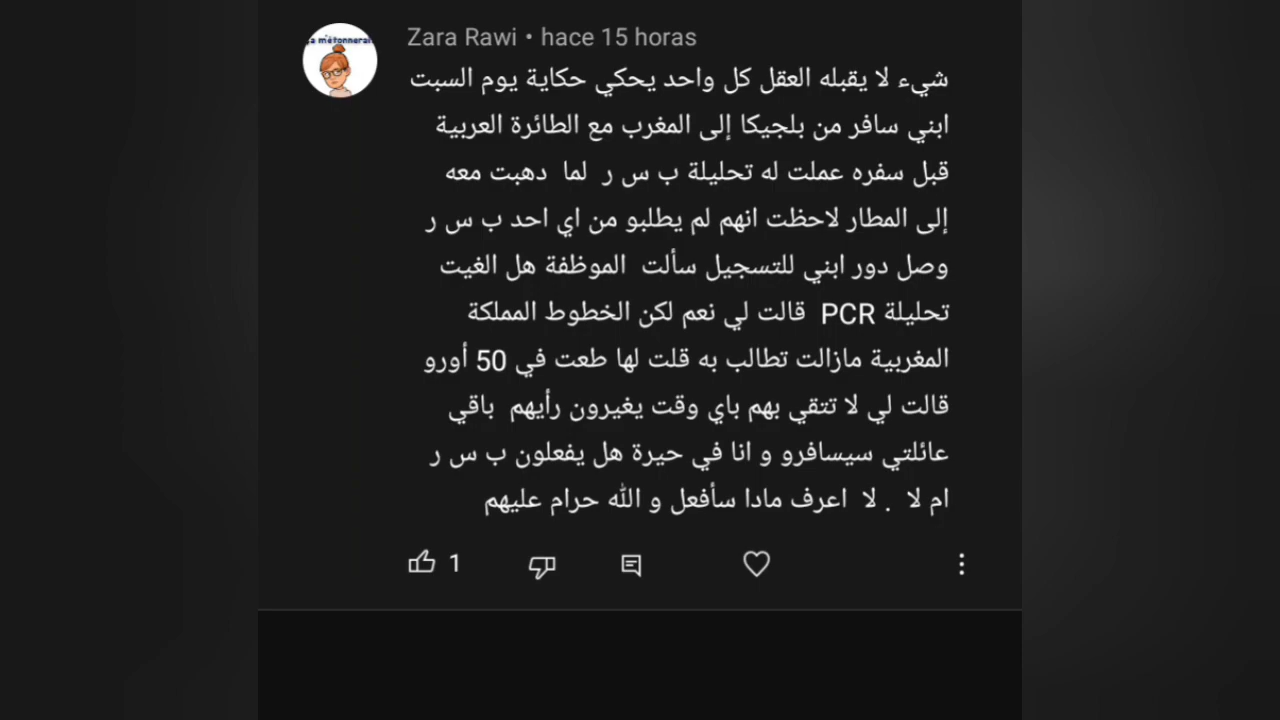 Zara Rawi • hace 15 horas
شيء لا يقبله العقل كل واحد يحكي حكاية يوم السبت
ابني سافر من بلجيكا إلى المغرب مع الطائرة العربية
قبل سفره عملت له تحليلة ب س ر لما دهبت معه
إلى المطار لاحظت انهم لم يطلبو من اي احد ب س ر
وصل دور ابني للتسجيل سألت الموظفة هل الغيت
تحليلة PCR قالت لي نعم لكن الخطوط المملكة
المغربية مازالت تطالب به قلت لها طعت في 50 أورو
قالت لي لا تتقي بهم باي وقت يغيرون رأيهم باقي
عائلتي سيسافرو و انا في حيرة هل يفعلون ب س ر
ام لا . لا اعرف مادا سأفعل و الله حرام عليهم
1